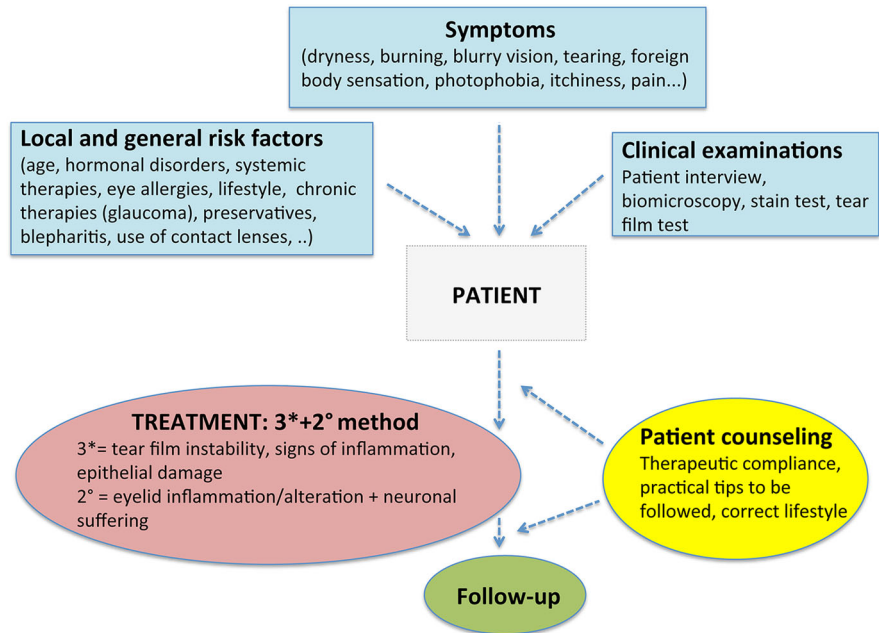 Symptoms
(dryness, burning, blurry vision, tearing, foreign
body sensation, photophobia, itchiness, pain...)
Local and general risk factors
(age, hormonal disorders, systemic
therapies, eye allergies, lifestyle, chronic
therapies (glaucoma), preservatives,
blepharitis, use of contact lenses, ..)
Clinical examinations
Patient interview,
biomicroscopy, stain test, tear
film test
PATIENT
TREATMENT: 3*+2° method
3*= tear film instability, signs of inflammation,
epithelial damage
2° = eyelid inflammation/alteration + neuronal
suffering
Patient counseling
Therapeutic compliance,
practical tips to be
followed, correct lifestyle
Follow-up